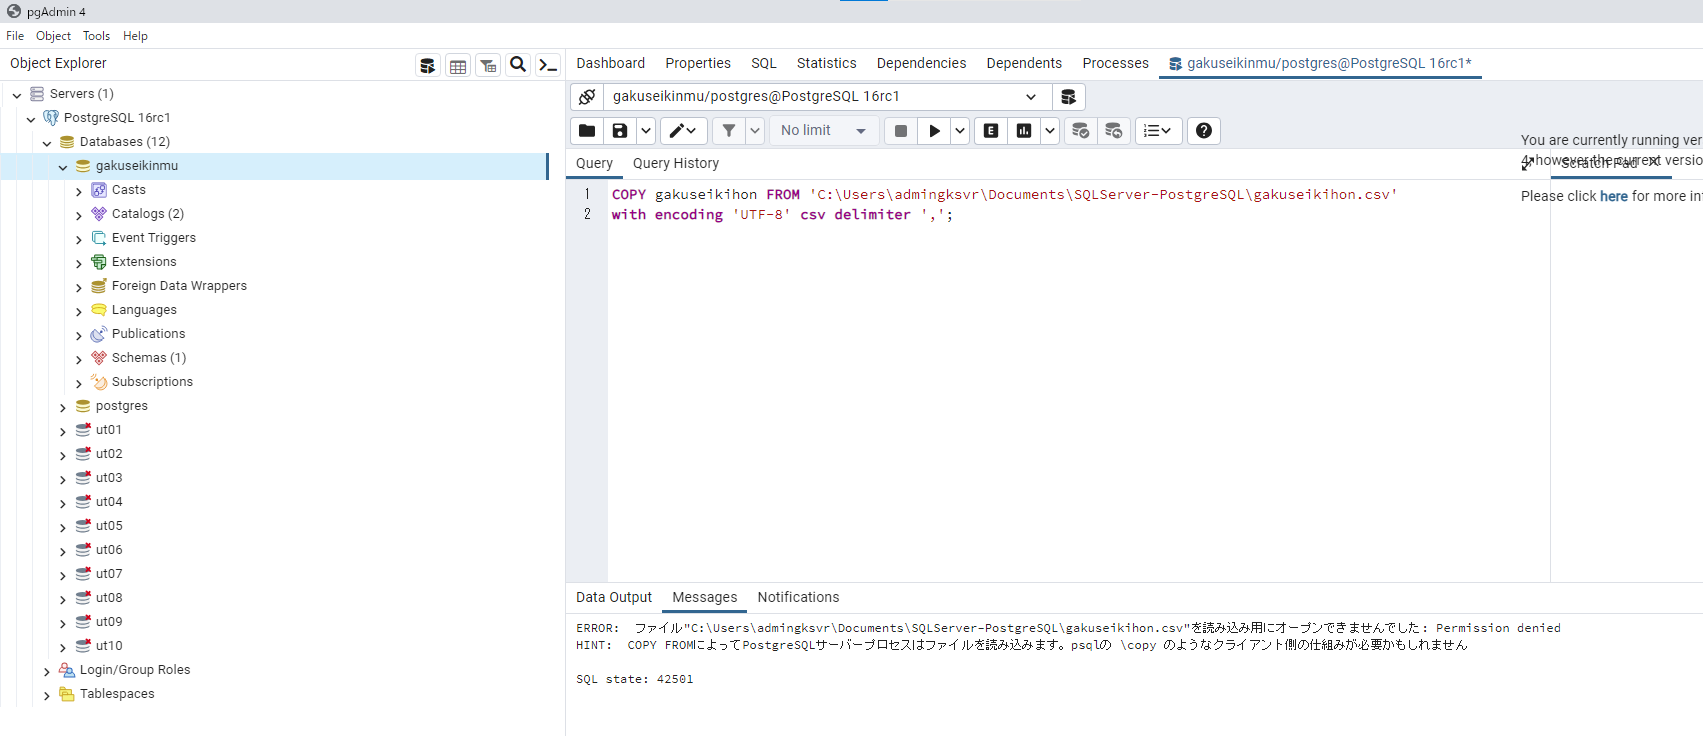 pgAdmin 4
File Object Tools Help
Object Explorer
Servers (1)
PostgreSQL 16rc1
Databases (12)
gakuseikinmu
Casts
Catalogs (2)
Event Triggers
Extensions
Foreign Data Wrappers
Languages
Publications
Schemas (1)
Subscriptions
postgres
ut01
ut02
ut03
ut04
ut05
ut06
ut07
ut08
ut09
ut10
Login/Group Roles
Tablespaces
Dashboard Properties SQL Statistics Dependencies Dependents Processes gakuseikinmu/postgres@PostgreSQL 16rc1*
gakuseikinmu/postgres@PostgreSQL 16rc1
No limit
E
Query Query History
You are currently running ver
4, however the current versio
Scratch Pad
Please click here for more in
1 COPY gakuseikihon FROM 'C:\Users\admingksvr\Documents\SQLServer-PostgreSQL\gakuseikihon.csv'
2 with encoding 'UTF-8' csv delimiter ',';
Data Output Messages Notifications
ERROR: ファイル"C:\Users\admingksvr\Documents\SQLServer-PostgreSQL\gakuseikihon.csv"を読み込み用にオープンできませんでした: Permission denied
HINT: COPY FROMによってPostgreSQLサーバープロセスはファイルを読み込みます。psqlの \copy のようなクライアント側の仕組みが必要かもしれません
SQL state: 42501